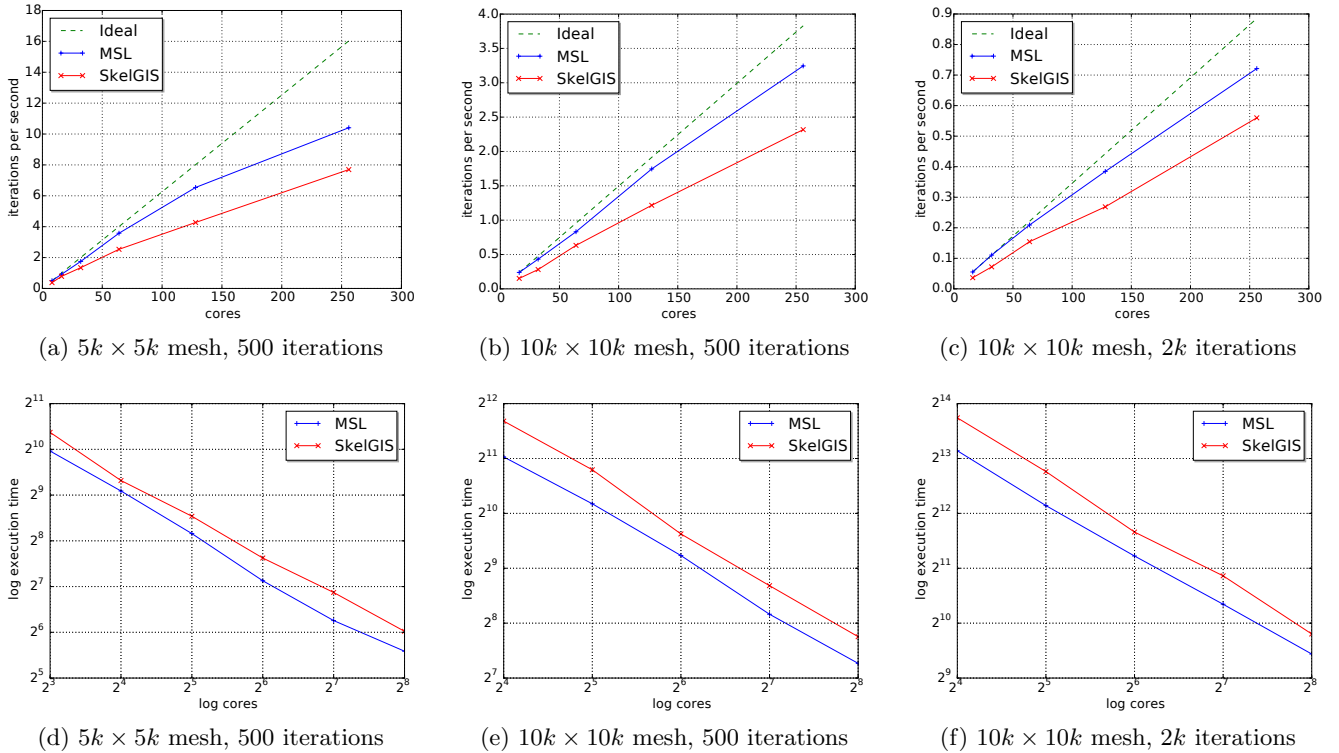 18
16
14
12
10
8
6
4
2
0
iterations per second
Ideal
MSL
SkelGIS
0 50 100 150 200 250 300
cores
(a) 5k × 5k mesh, 500 iterations
4.0
3.5
3.0
2.5
2.0
1.5
1.0
0.5
0.0
iterations per second
Ideal
MSL
SkelGIS
0 50 100 150 200 250 300
cores
(b) 10k × 10k mesh, 500 iterations
0.9
0.8
0.7
0.6
0.5
0.4
0.3
0.2
0.1
0.0
iterations per second
Ideal
MSL
SkelGIS
0 50 100 150 200 250 300
cores
(c) 10k × 10k mesh, 2k iterations
2^11
2^10
2^9
2^8
2^7
2^6
2^5
log execution time
MSL
SkelGIS
2^3 2^4 2^5 2^6 2^7 2^8
log cores
(d) 5k × 5k mesh, 500 iterations
2^12
2^11
2^10
2^9
2^8
2^7
log execution time
MSL
SkelGIS
2^4 2^5 2^6 2^7 2^8
log cores
(e) 10k × 10k mesh, 500 iterations
2^14
2^13
2^12
2^11
2^10
2^9
log execution time
MSL
SkelGIS
2^4 2^5 2^6 2^7 2^8
log cores
(f) 10k × 10k mesh, 2k iterations